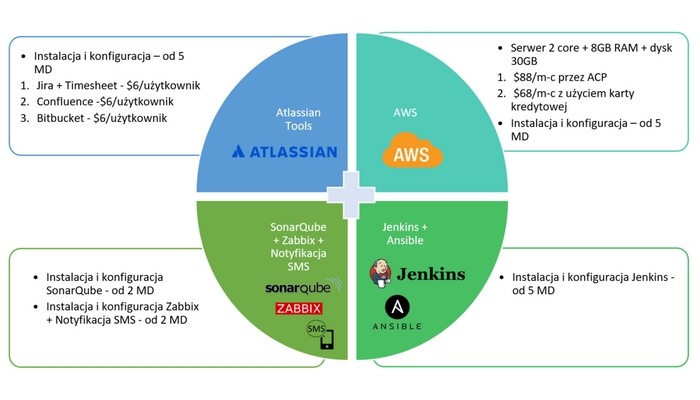 • Instalacja i konfiguracja – od 5
MD
1. Jira + Timesheet - $6/użytkownik
2. Confluence -$6/użytkownik
3. Bitbucket - $6/użytkownik
Atlassian
Tools
ATLASSIAN
AWS
AWS
• Serwer 2 core + 8GB RAM + dysk
30GB
1. $88/m-c przez ACP
2. $68/m-c z użyciem karty
kredytowej
• Instalacja i konfiguracja – od 5
MD
• Instalacja i konfiguracja
SonarQube - od 2 MD
• Instalacja i konfiguracja Zabbix
+ Notyfikacja SMS - od 2 MD
SonarQube
+ Zabbix +
Notyfikacja
SMS
sonarqube
ZABBIX
SMS
Jenkins +
Ansible
Jenkins
A
ANSIBLE
• Instalacja i konfiguracja Jenkins -
od 5 MD